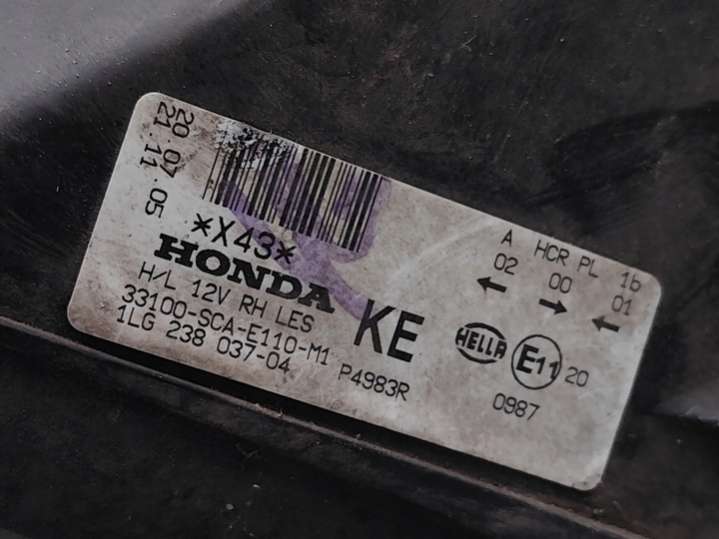 20.07.05
21:11
*X43*
HONDA
H/L 12V RH LES
33100-SCA-E110-M1
1LG 238 037-04
P4983R
KE
A HCR PL 1b
02 00 01
← → ←
HELLA
E11 20
0987